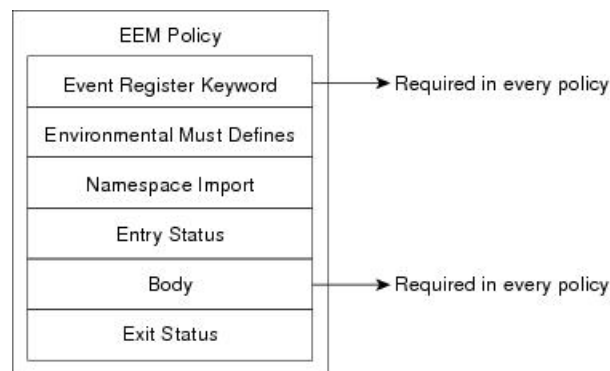 EEM Policy
Event Register Keyword
Required in every policy
Environmental Must Defines
Namespace Import
Entry Status
Body
Required in every policy
Exit Status